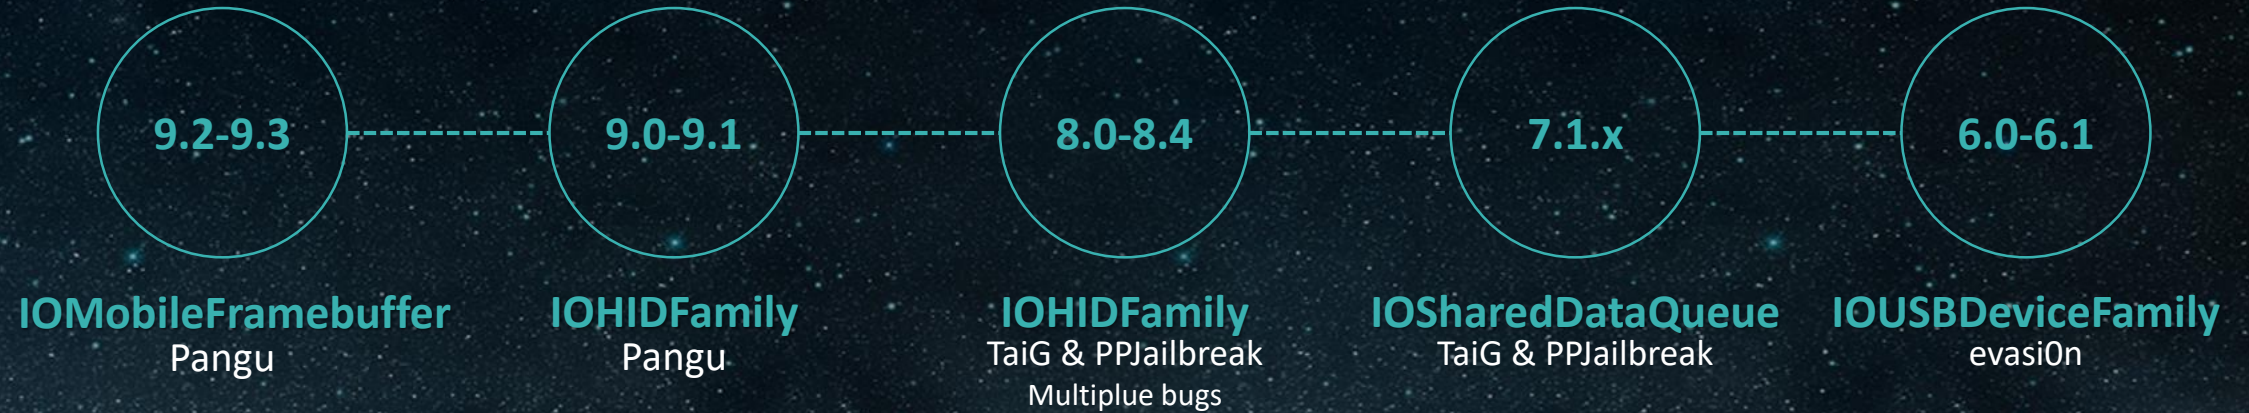 9.2-9.3
9.0-9.1
8.0-8.4
7.1.x
6.0-6.1
IOMobileFramebuffer
Pangu
IOHIDFamily
Pangu
IOHIDFamily
TaiG & PPJailbreak
Multiplue bugs
IOSharedDataQueue
TaiG & PPJailbreak
IOUSBDeviceFamily
evasi0n